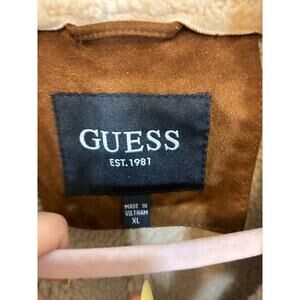 GUESS
EST. 1981
MADE IN
VIETNAM
XL